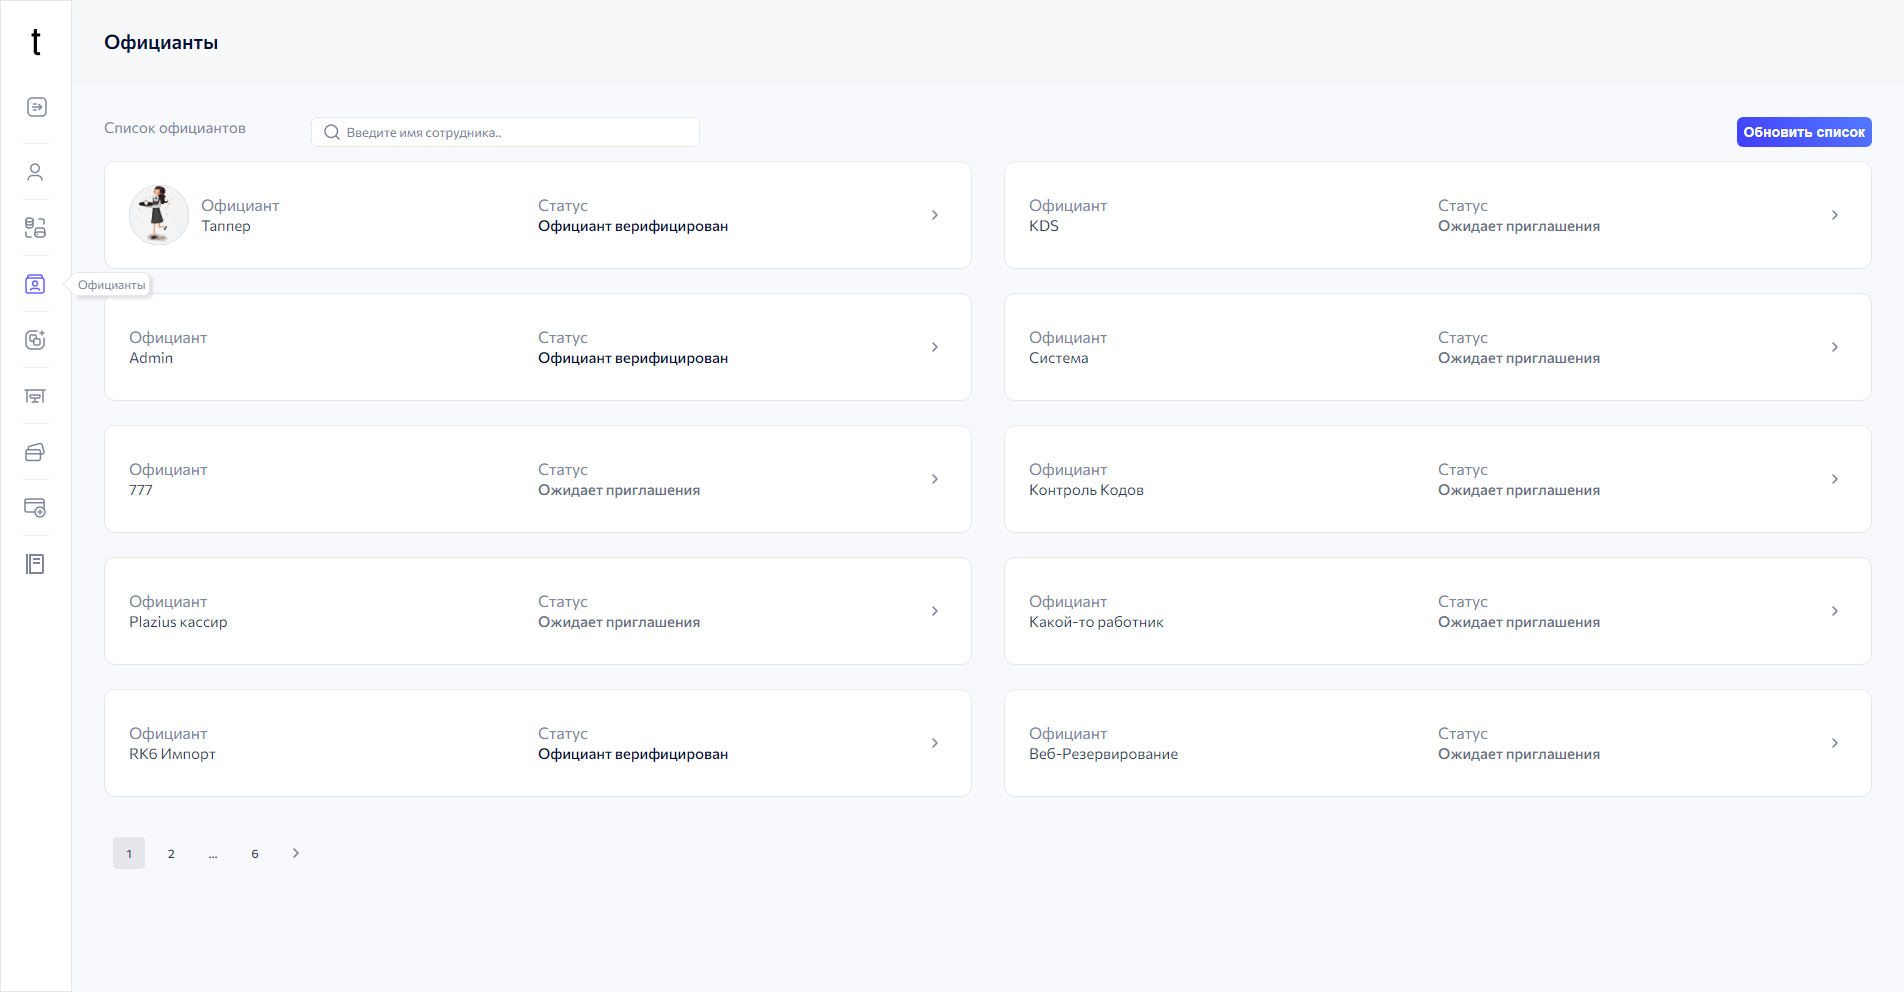 t
Официанты
Список официантов
Введите имя сотрудника..
Обновить список
Официант
Таппер
Статус
Официант верифицирован
Официант
KDS
Статус
Ожидает приглашения
Официанты
Официант
Admin
Статус
Официант верифицирован
Официант
Система
Статус
Ожидает приглашения
Официант
777
Статус
Ожидает приглашения
Официант
Контроль Кодов
Статус
Ожидает приглашения
Официант
Plazius кассир
Статус
Ожидает приглашения
Официант
Какой-то работник
Статус
Ожидает приглашения
Официант
RK6 Импорт
Статус
Официант верифицирован
Официант
Веб-Резервирование
Статус
Ожидает приглашения
1 2 ... 6